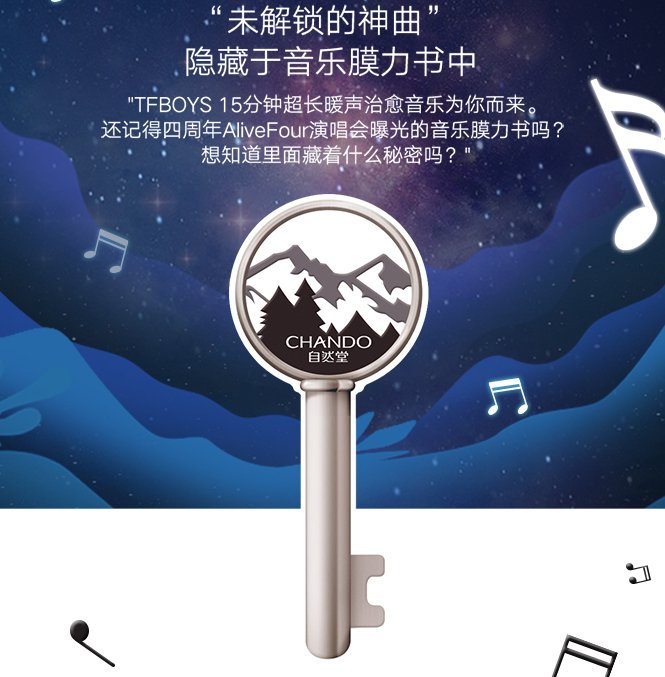 “未解锁的神曲”
隐藏于音乐膜力书中
"TFBOYS 15分钟超长暖声治愈音乐为你而来。
还记得四周年AliveFour演唱会曝光的音乐膜力书吗？
想知道里面藏着什么秘密吗？"
CHANDO
自然堂